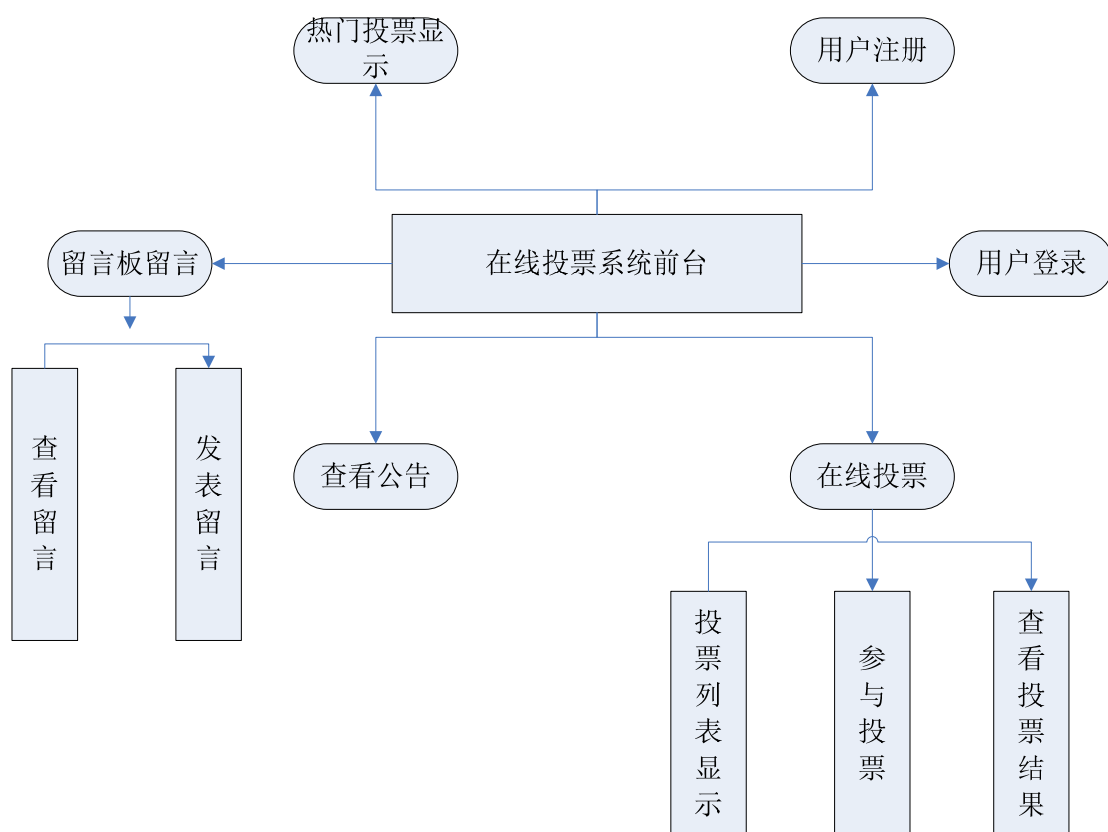 热门投票显
示
用户注册
留言板留言
在线投票系统前台
用户登录
查看留言
发表留言
查看公告
在线投票
投票列表显示
参与投票
查看投票结果